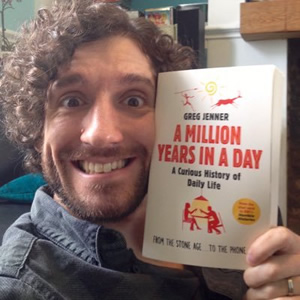 GREG JENNER
A MILLION
YEARS IN A DAY
A Curious History of
Daily Life
FROM THE STONE AGE ... TO THE PHONE